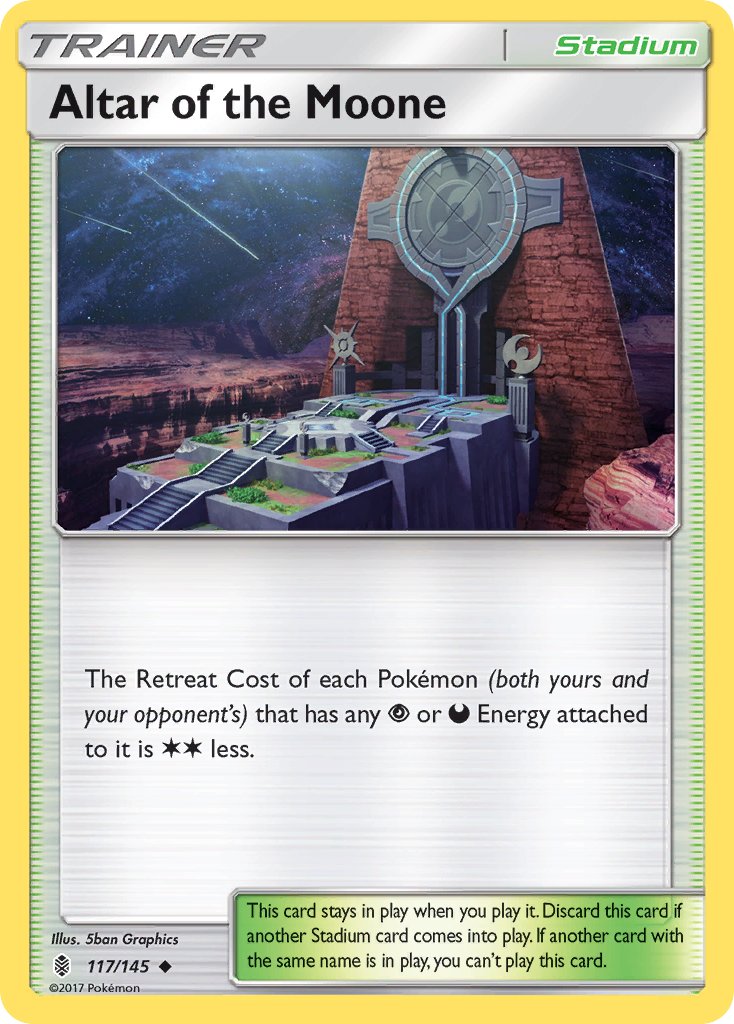 TRAINER
Stadium
Altar of the Moone
The Retreat Cost of each Pokémon (both yours and
your opponent's) that has any or Energy attached
to it is less.
This card stays in play when you play it. Discard this card if
another Stadium card comes into play. If another card with
the same name is in play, you can't play this card.
Illus. 5ban Graphics
117/145
©2017 Pokémon